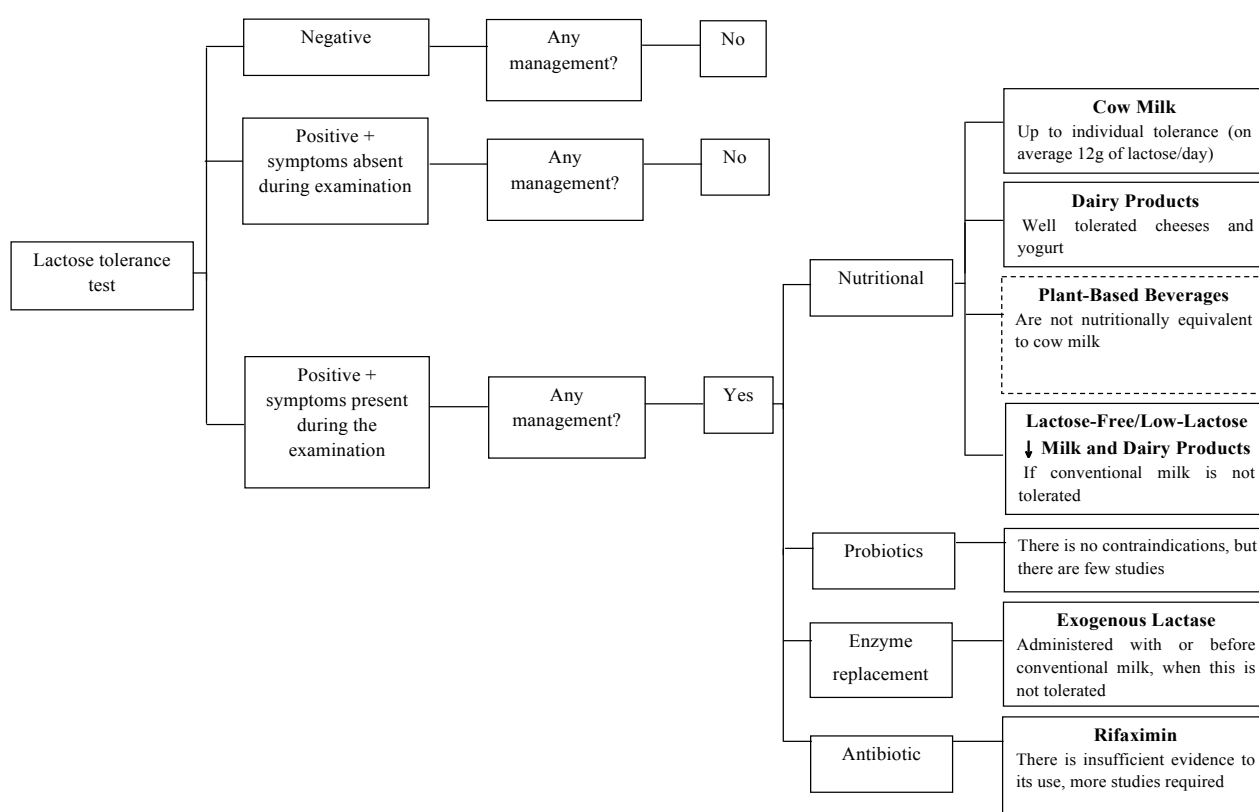 Negative
Any
management?
No
Positive +
symptoms absent
during examination
Any
management?
No
Lactose tolerance
test
Positive +
symptoms present
during the
examination
Any
management?
Yes
Nutritional
Cow Milk
Up to individual tolerance (on
average 12g of lactose/day)
Dairy Products
Well tolerated cheeses and
yogurt
Plant-Based Beverages
Are not nutritionally equivalent
to cow milk
Lactose-Free/Low-Lactose
↓ Milk and Dairy Products
If conventional milk is not
tolerated
Probiotics
There is no contraindications, but
there are few studies
Enzyme
replacement
Exogenous Lactase
Administered with or before
conventional milk, when this is
not tolerated
Antibiotic
Rifaximin
There is insufficient evidence to
its use, more studies required